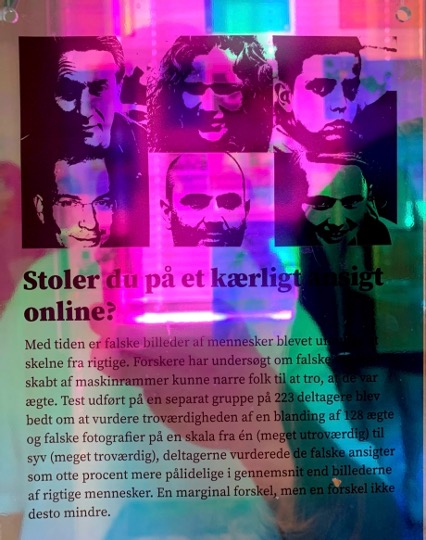 Stoler du på et kærligt ansigt
online?
Med tiden er falske billeder af mennesker blevet
skelne fra rigtige. Forskere har undersøgt om falske
skabt af maskinrammer kunne narre folk til at tro, at de var
ægte. Test udført på en separat gruppe på 223 deltagere blev
bedt om at vurdere troværdigheden af en blanding af 128 ægte
og falske fotografier på en skala fra én (meget utroværdig) til
syv (meget troværdig), deltagerne vurderede de falske ansigter
som otte procent mere pålidelige i gennemsnit end billederne
af rigtige mennesker. En marginal forskel, men en forskel ikke
desto mindre.